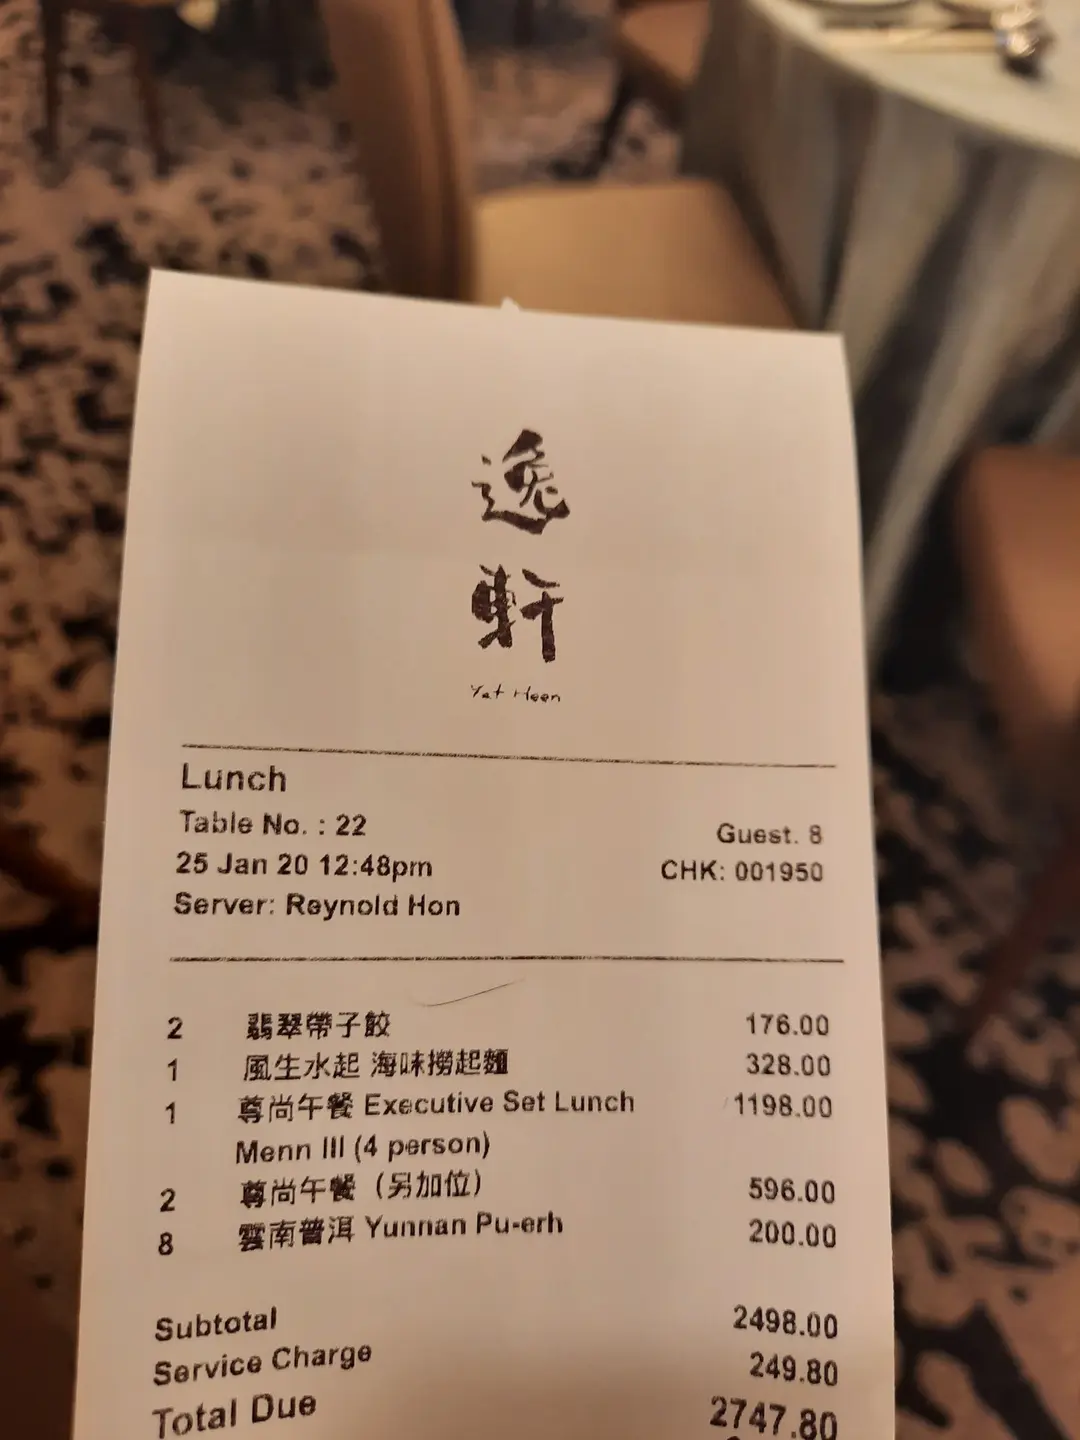 逸
軒
Yat Heen
Lunch
Table No. : 22
Guest. 8
25 Jan 20 12:48pm
CHK: 001950
Server: Reynold Hon
2 翡翠帶子餃 176.00
1 風生水起 海味撈起麵 328.00
1 尊尚午餐 Executive Set Lunch 1198.00
Menn III (4 person)
2 尊尚午餐（另加位） 596.00
8 雲南普洱 Yunnan Pu-erh 200.00
Subtotal 2498.00
Service Charge 249.80
Total Due 2747.80